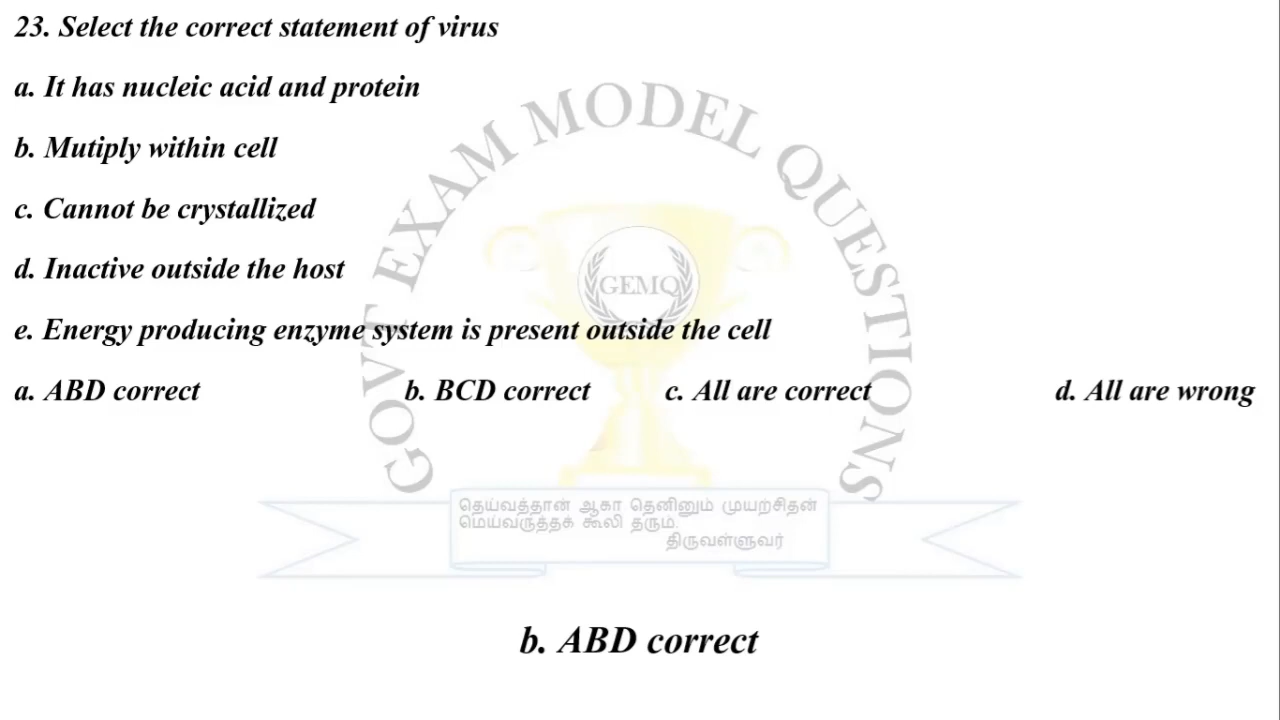 23. Select the correct statement of virus
a. It has nucleic acid and protein
b. Mutiply within cell
c. Cannot be crystallized
d. Inactive outside the host
e. Energy producing enzyme system is present outside the cell
a. ABD correct b. BCD correct c. All are correct d. All are wrong
GOVT EXAM MODEL QUESTIONS
GEMQ
தெய்வத்தான் ஆகா தெனினும் முயற்சிதன்
மெய்வருத்தக் கூலி தரும்.
திருவள்ளுவர்
b. ABD correct